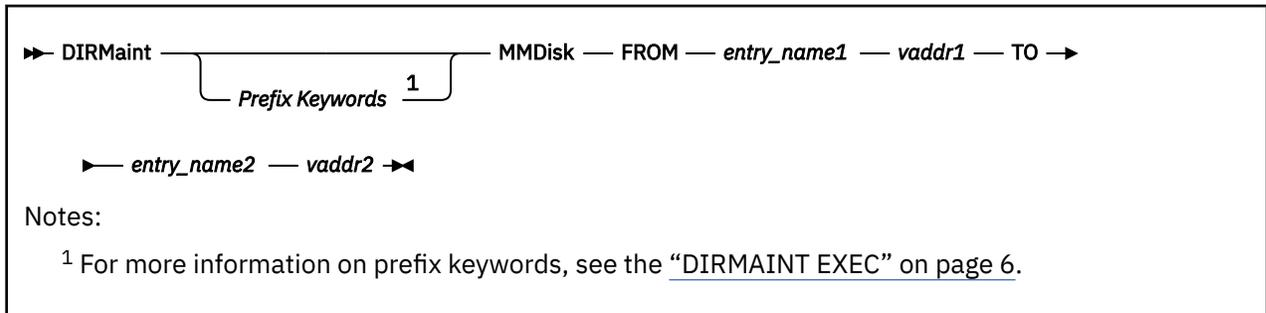 DIRMaint MMDisk FROM entry_name1 vaddr1 TO
Prefix Keywords 1
entry_name2 vaddr2
Notes:
1 For more information on prefix keywords, see the “DIRMAINT EXEC” on page 6.